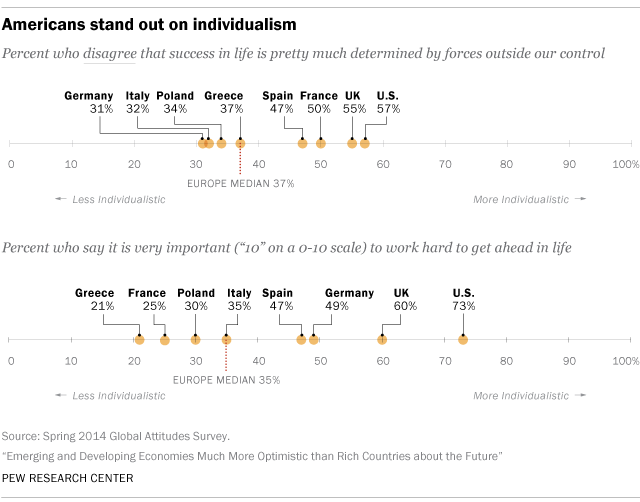 Americans stand out on individualism
Percent who disagree that success in life is pretty much determined by forces outside our control
Germany Italy Poland Greece Spain France UK U.S.
31% 32% 34% 37% 47% 50% 55% 57%
0 10 20 30 40 50 60 70 80 90 100%
EUROPE MEDIAN 37%
← Less Individualistic More Individualistic →
Percent who say it is very important (“10” on a 0-10 scale) to work hard to get ahead in life
Greece France Poland Italy Spain Germany UK U.S.
21% 25% 30% 35% 47% 49% 60% 73%
0 10 20 30 40 50 60 70 80 90 100%
EUROPE MEDIAN 35%
← Less Individualistic More Individualistic →
Source: Spring 2014 Global Attitudes Survey.
“Emerging and Developing Economies Much More Optimistic than Rich Countries about the Future”
PEW RESEARCH CENTER